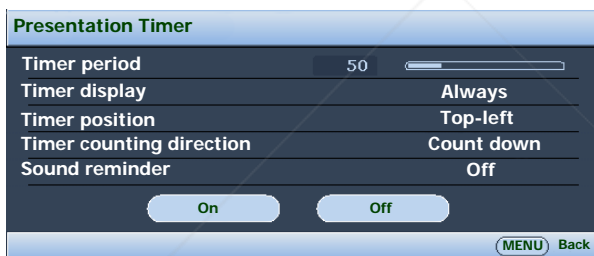 Presentation Timer
Timer period 50
Timer display Always
Timer position Top-left
Timer counting direction Count down
Sound reminder Off
On Off
MENU Back